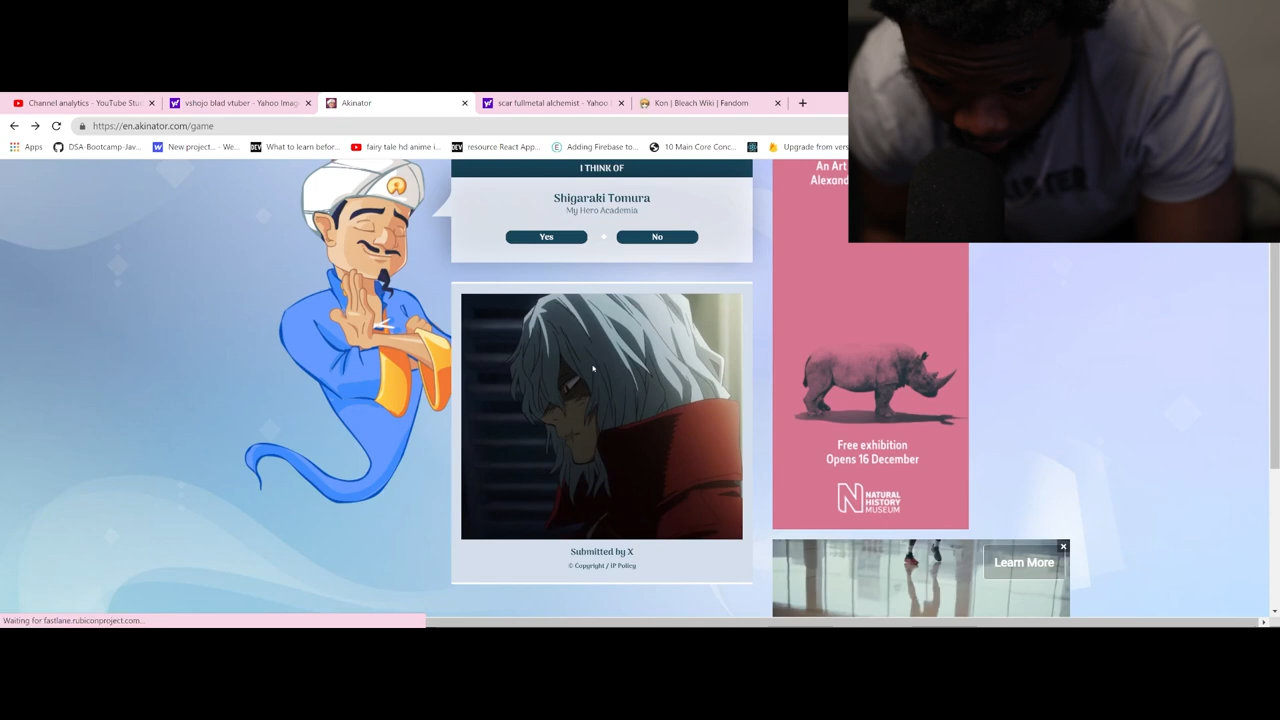 Channel analytics - YouTube Stu
vshojo blad vtuber - Yahoo Imag
Akinator
scar fullmetal alchemist - Yahoo
Kon | Bleach Wiki | Fandom
https://en.akinator.com/game
Apps
DSA-Bootcamp-Jav...
New project... - We...
DEV
What to learn befor...
fairy tale hd anime i...
DEV
resource React App...
Adding Firebase to...
10 Main Core Conc...
Upgrade from vers
I THINK OF
Shigaraki Tomura
My Hero Academia
Yes
No
Submitted by X
© Copyright / IP Policy
An Art
Alexand
Free exhibition
Opens 16 December
N NATURAL
HISTORY
MUSEUM
Learn More
Waiting for fastlane.rubiconproject.com...